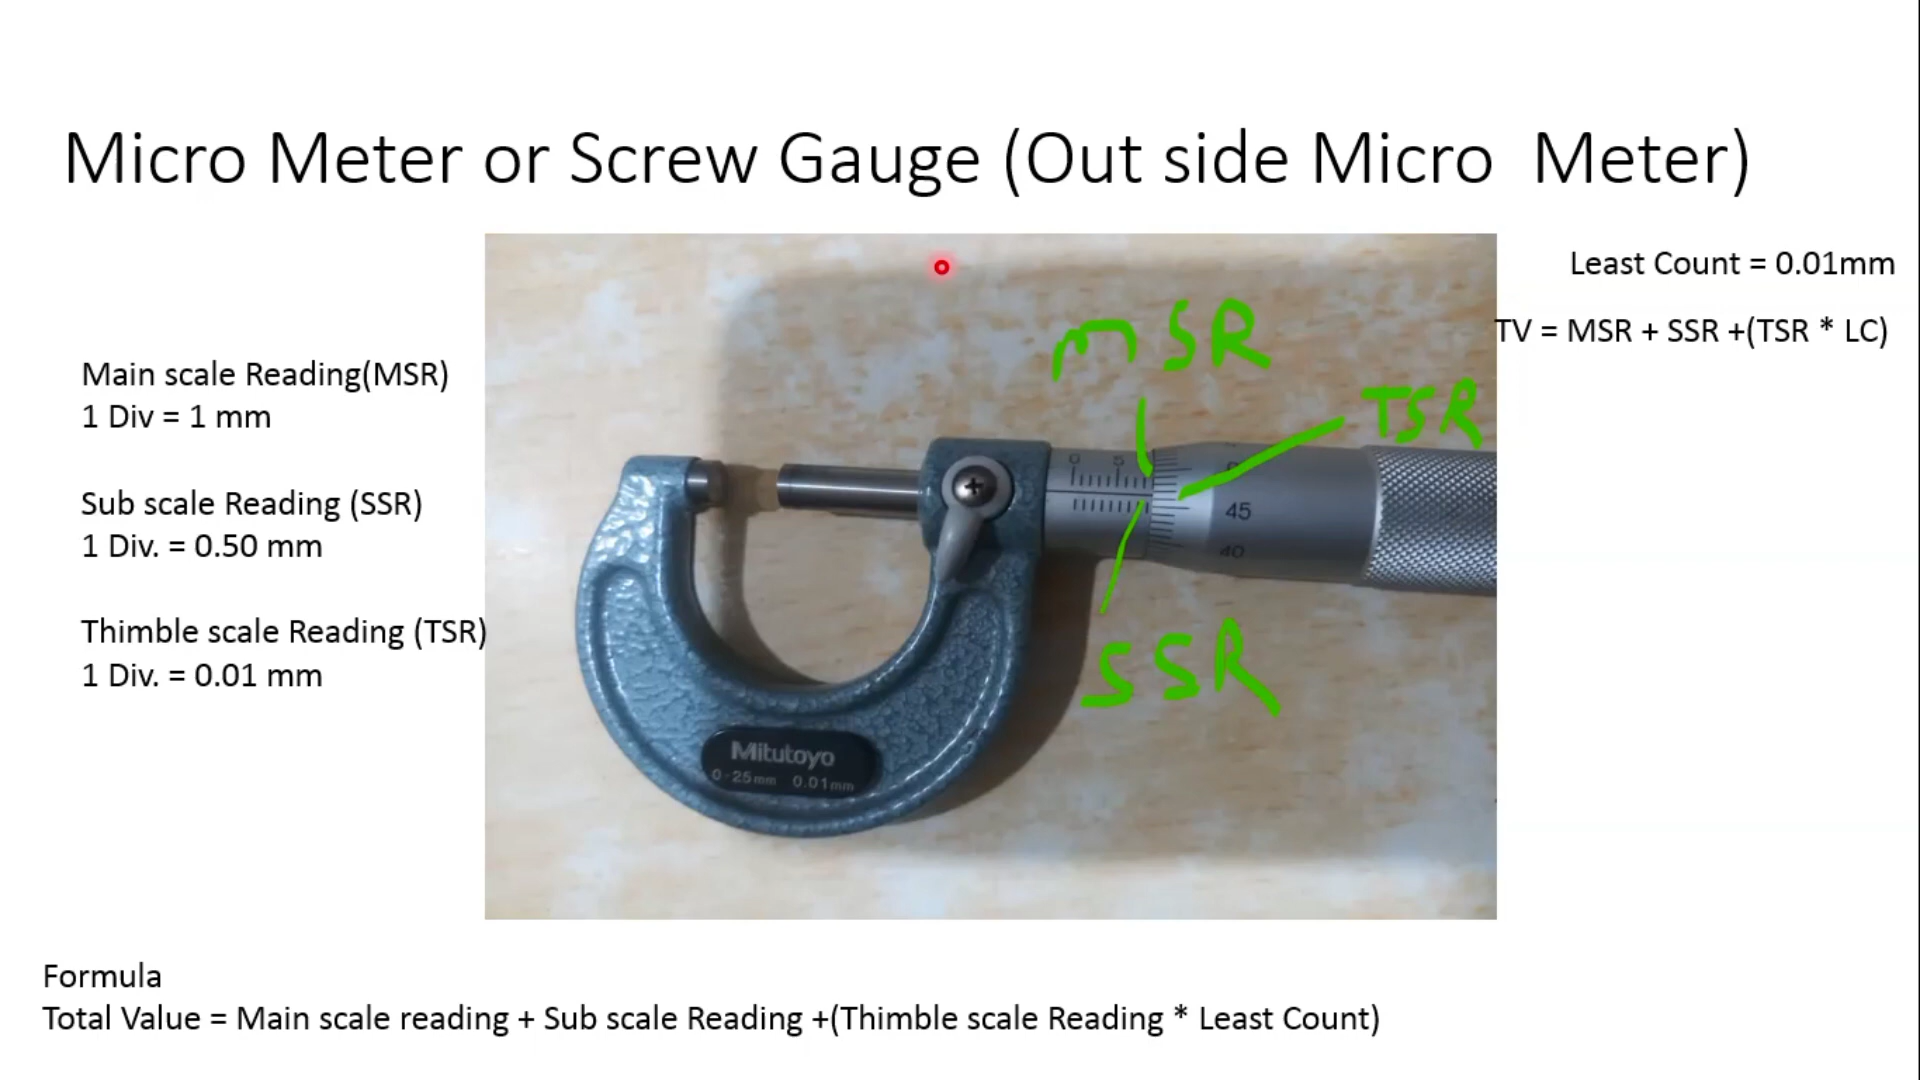 Micro Meter or Screw Gauge (Out side Micro Meter)
Least Count = 0.01mm
TV = MSR + SSR +(TSR * LC)
Main scale Reading(MSR)
1 Div = 1 mm
Sub scale Reading (SSR)
1 Div. = 0.50 mm
Thimble scale Reading (TSR)
1 Div. = 0.01 mm
mSR
TSR
0 5
45
40
SSR
Mitutoyo
0-25mm 0.01mm
Formula
Total Value = Main scale reading + Sub scale Reading +(Thimble scale Reading * Least Count)